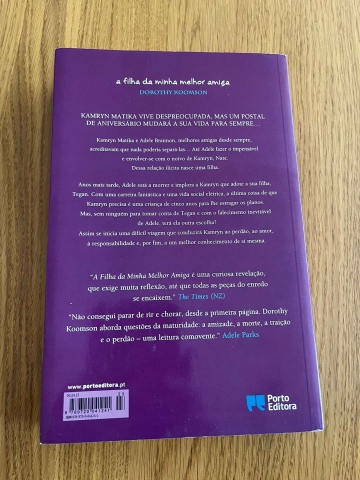 a filha da minha melhor amiga
DOROTHY KOOMSON
KAMRYN MATIKA VIVE DESPREOCUPADA, MAS UM POSTAL
DE ANIVERSÁRIO MUDARÁ A SUA VIDA PARA SEMPRE…
Kamryn Matika e Adele Brannon, melhores amigas desde sempre,
acreditavam que nada poderia separá-las… Até Adele fazer o impensável
e envolver-se com o noivo de Kamryn, Nate.
Dessa relação ilícita nasce uma filha.
Anos mais tarde, Adele está a morrer e implora a Kamryn que adote a sua filha,
Tegan. Com uma carreira fantástica e uma vida social elétrica, a última coisa de que
Kamryn precisa é uma criança de cinco anos para lhe estragar os planos.
Mas, sem ninguém para tomar conta de Tegan e com o falecimento inevitável
de Adele, terá ela outra escolha?
Assim se inicia uma difícil viagem que conduzirá Kamryn ao perdão, ao amor,
à responsabilidade e, por fim, a um melhor conhecimento de si mesma.
"A Filha da Minha Melhor Amiga é uma curiosa revelação,
que exige muita reflexão, até que todas as peças do enredo
se encaixem." The Times (NZ)
"Não consegui parar de rir e chorar, desde a primeira página. Dorothy
Koomson aborda questões da maturidade: a amizade, a morte, a traição
e o perdão – uma leitura comovente." Adele Parks
www.portoeditora.pt
Porto
Editora